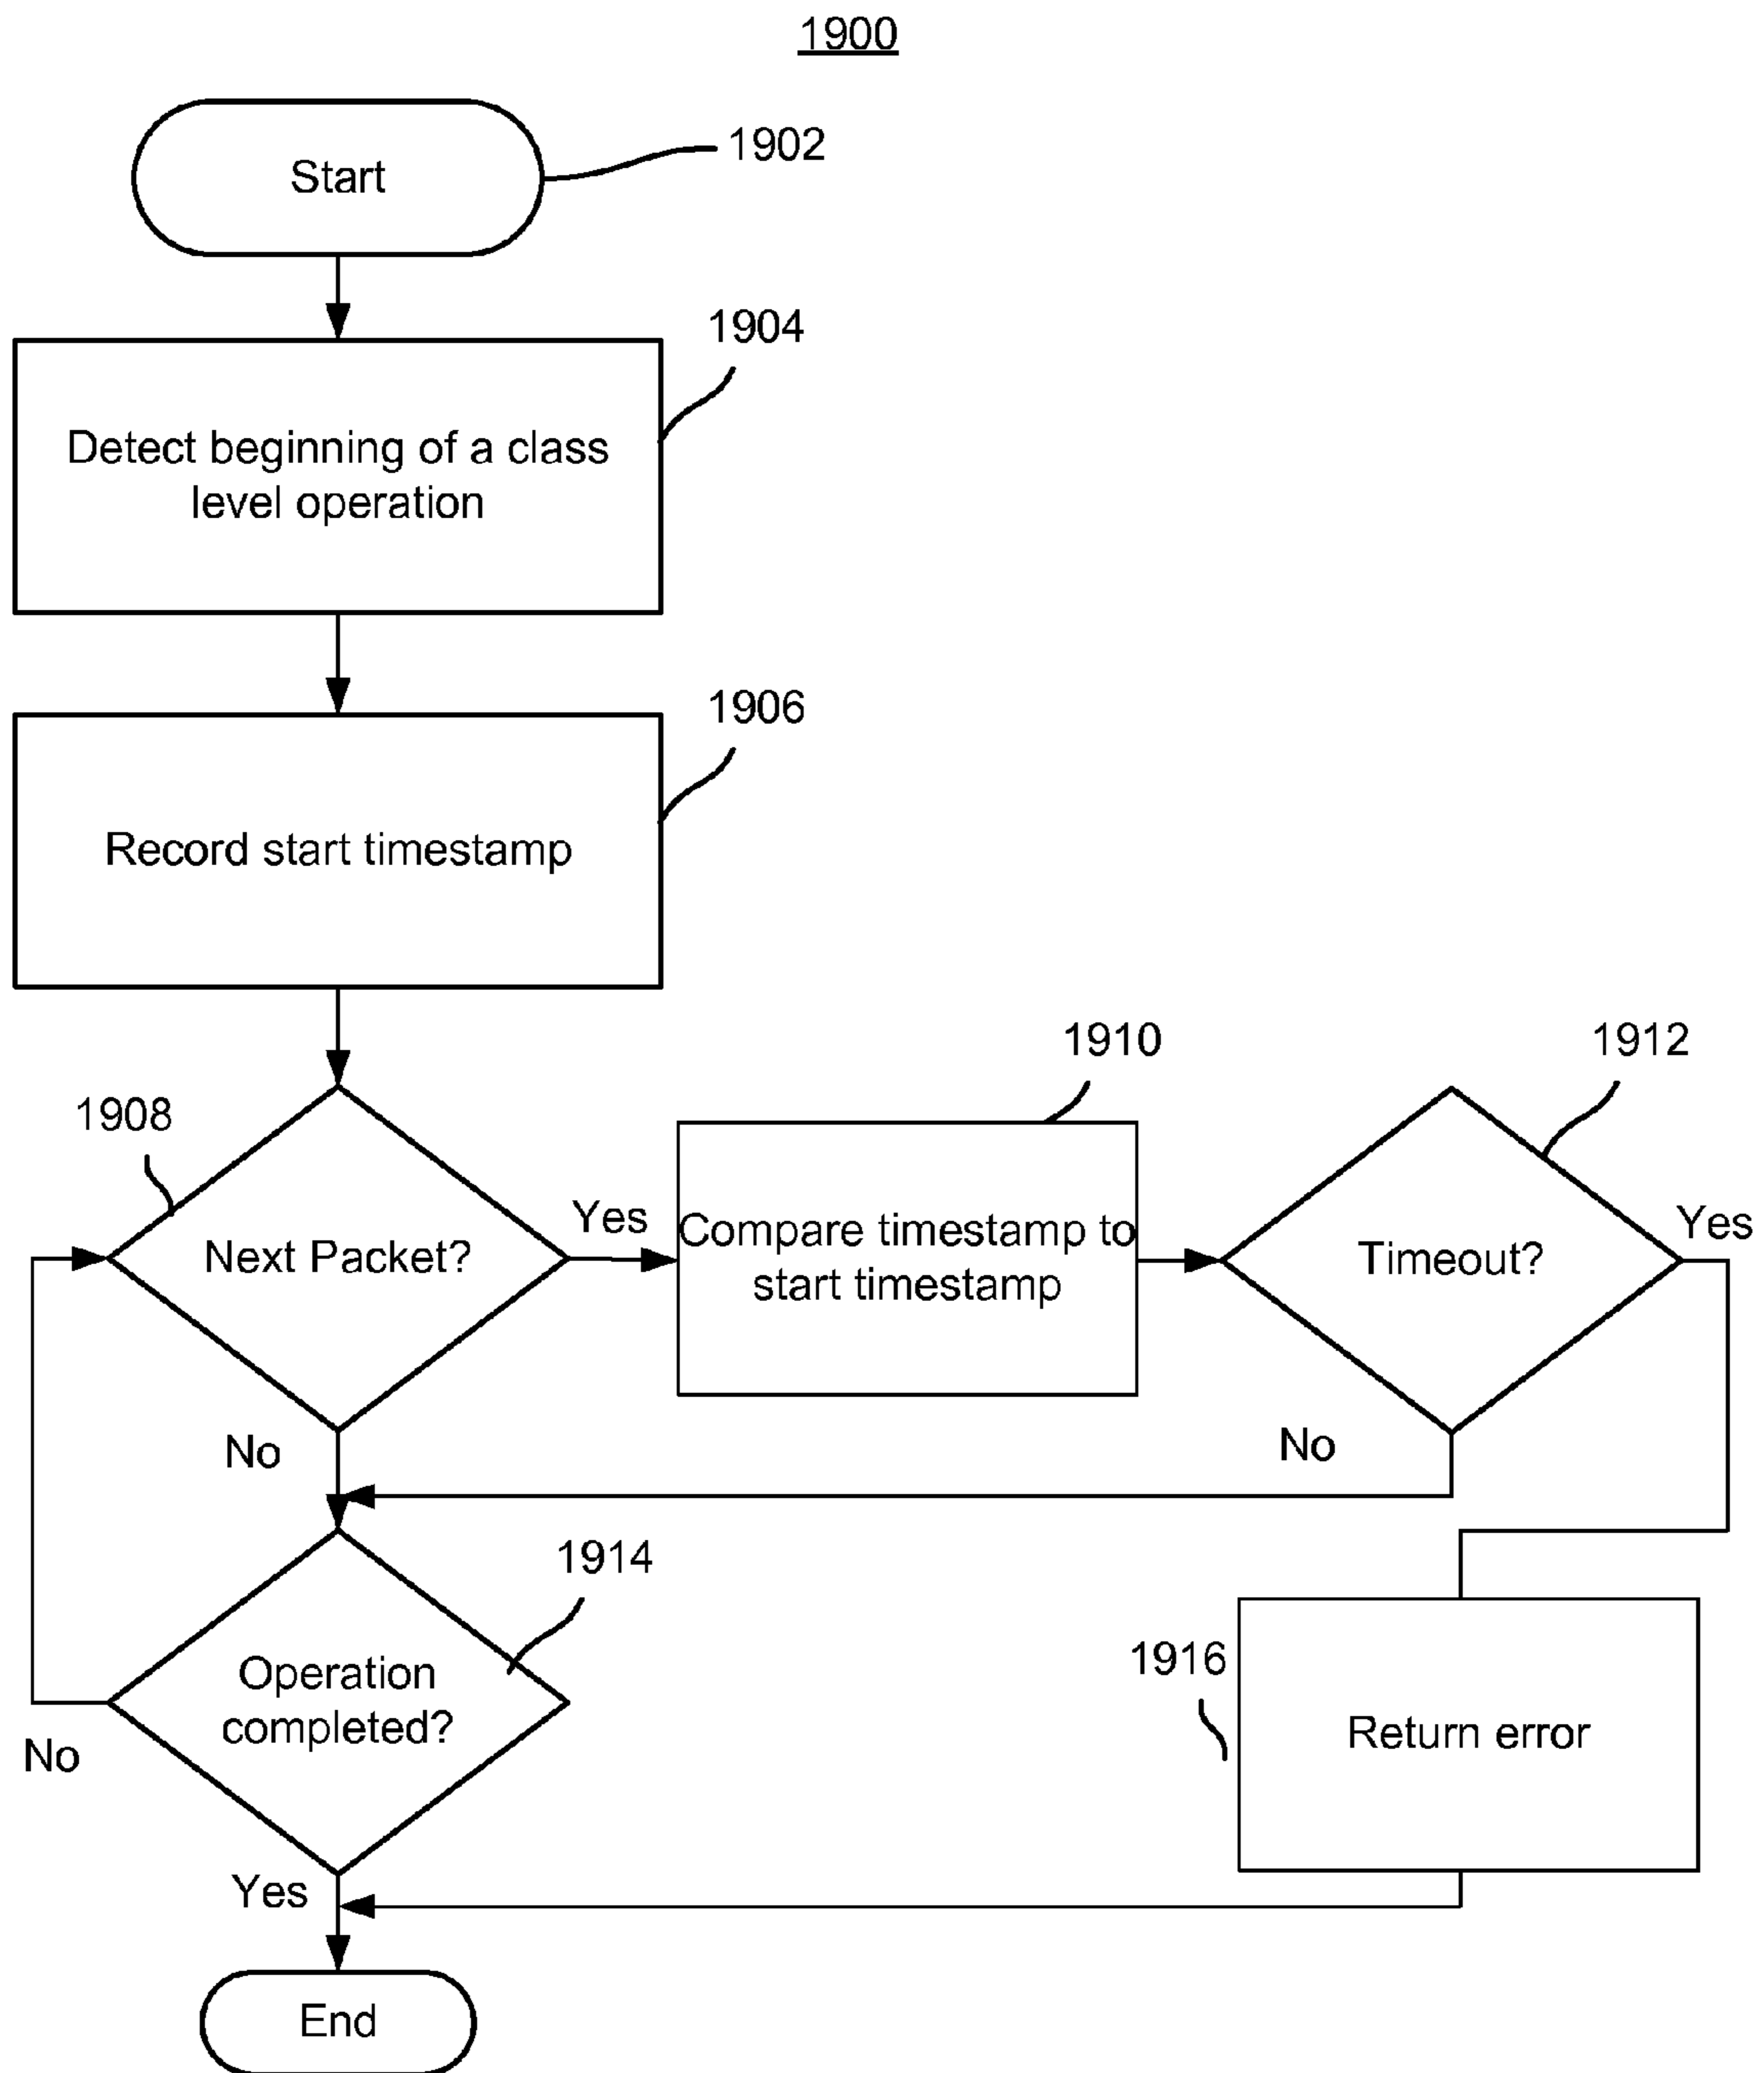 1900
Start
1902
1904
Detect beginning of a class
level operation
1906
Record start timestamp
1908
Next Packet?
Yes
No
1910
Compare timestamp to
start timestamp
1912
Timeout?
Yes
No
1914
Operation
completed?
No
Yes
1916
Return error
End